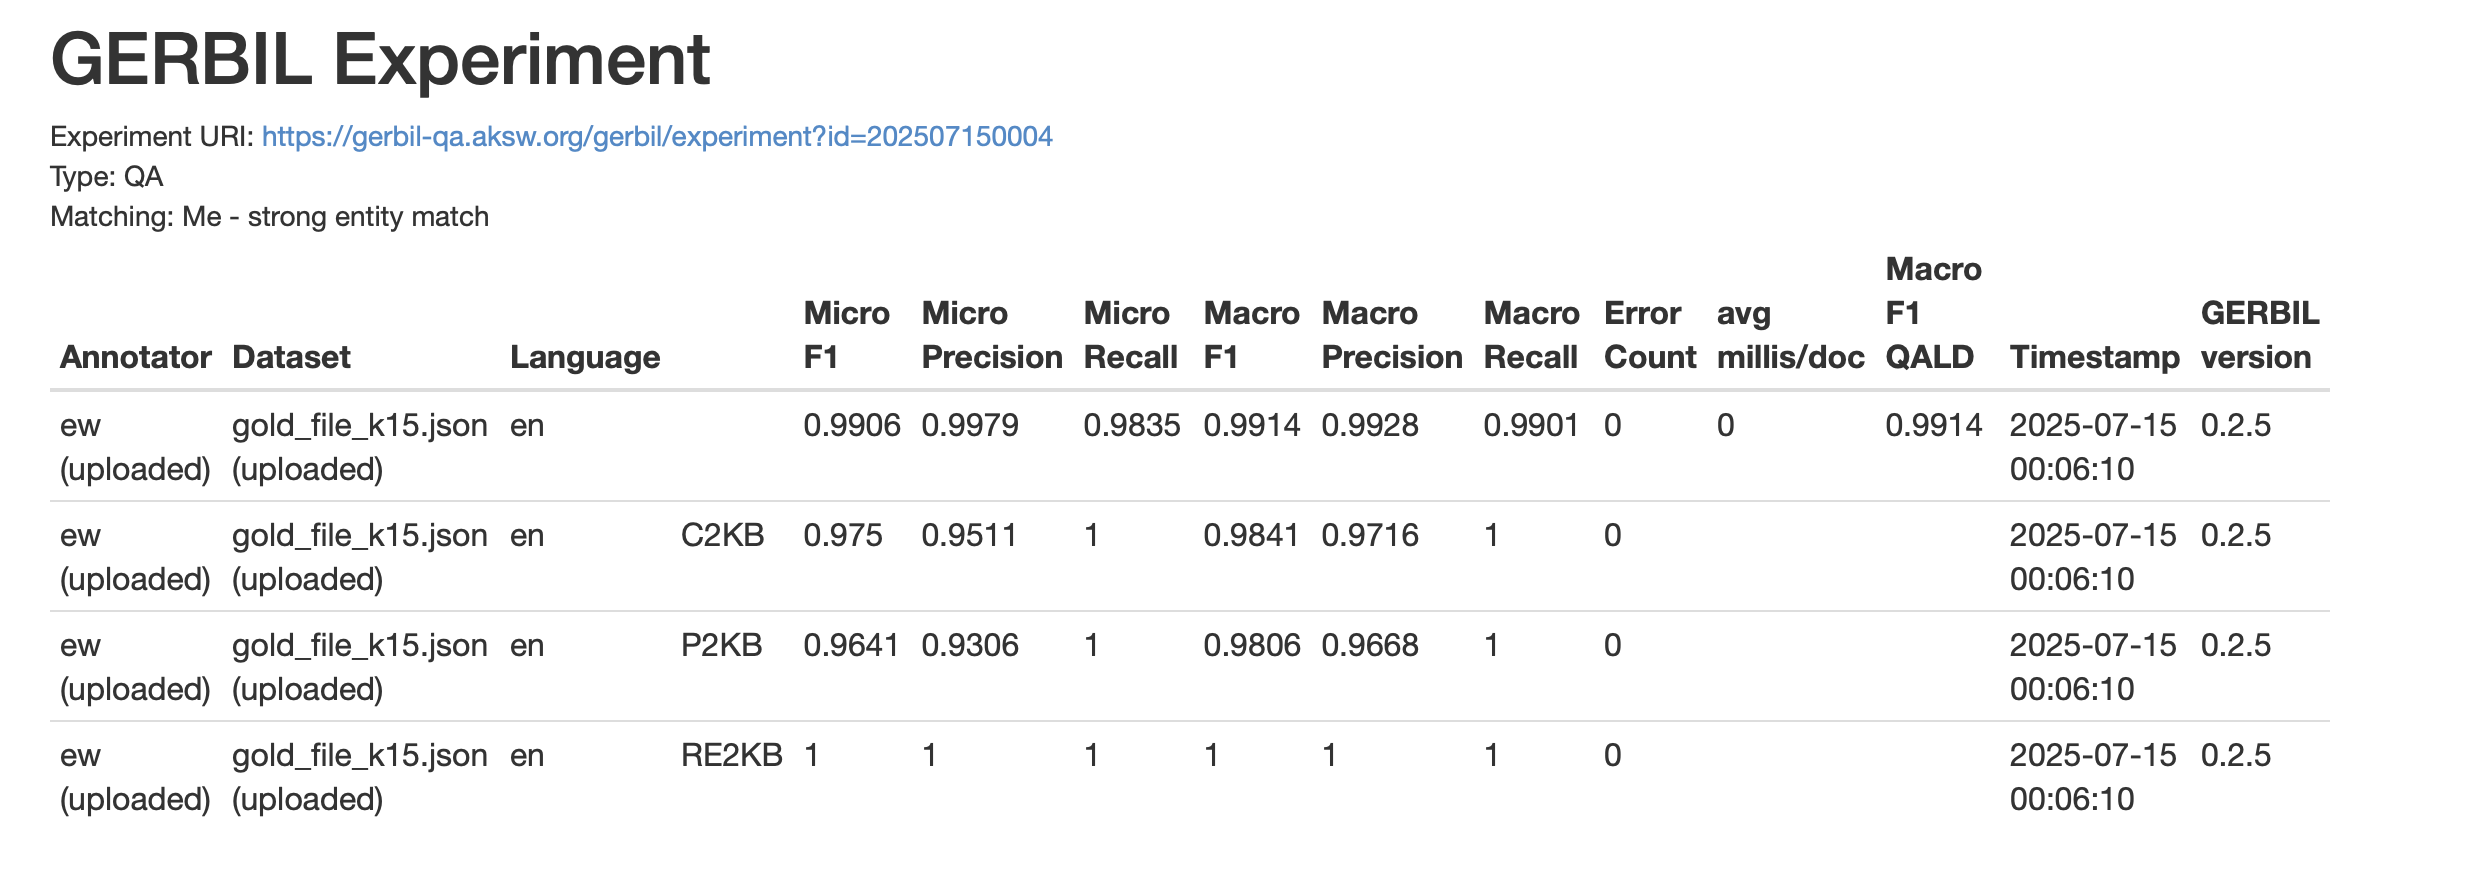 GERBIL Experiment
Experiment URI: https://gerbil-qa.aksw.org/gerbil/experiment?id=202507150004
Type: QA
Matching: Me - strong entity match
Annotator Dataset Language Micro F1 Micro Precision Micro Recall Macro F1 Macro Precision Macro Recall Error Count avg millis/doc Macro F1 QALD Timestamp GERBIL version
ew (uploaded) gold_file_k15.json (uploaded) en 0.9906 0.9979 0.9835 0.9914 0.9928 0.9901 0 0 0.9914 2025-07-15 00:06:10 0.2.5
ew (uploaded) gold_file_k15.json (uploaded) en C2KB 0.975 0.9511 1 0.9841 0.9716 1 0 2025-07-15 00:06:10 0.2.5
ew (uploaded) gold_file_k15.json (uploaded) en P2KB 0.9641 0.9306 1 0.9806 0.9668 1 0 2025-07-15 00:06:10 0.2.5
ew (uploaded) gold_file_k15.json (uploaded) en RE2KB 1 1 1 1 1 1 0 2025-07-15 00:06:10 0.2.5